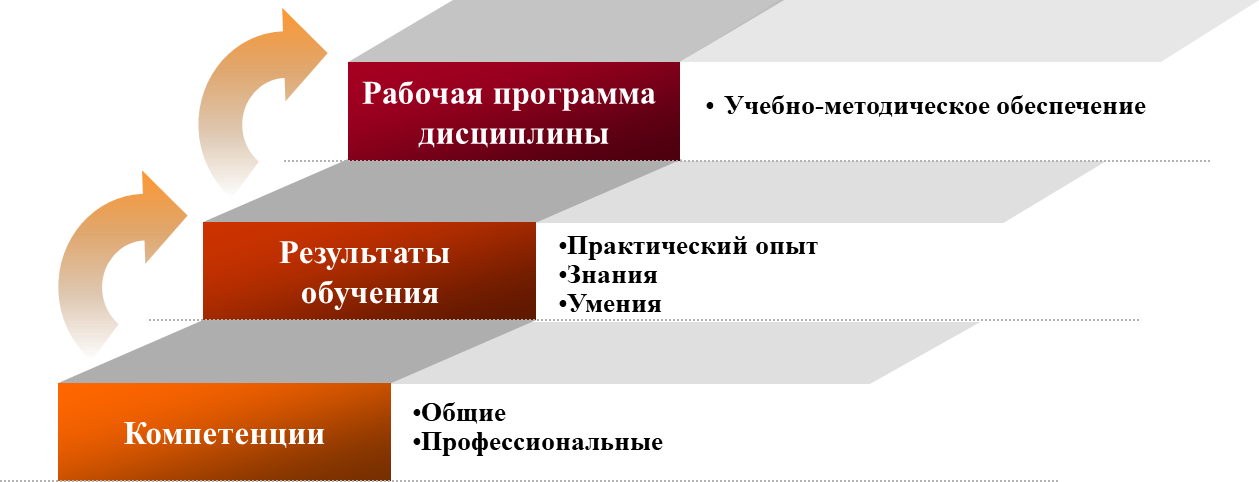 Рабочая программа
дисциплины
• Учебно-методическое обеспечение
Результаты
обучения
•Практический опыт
•Знания
•Умения
Компетенции
•Общие
•Профессиональные